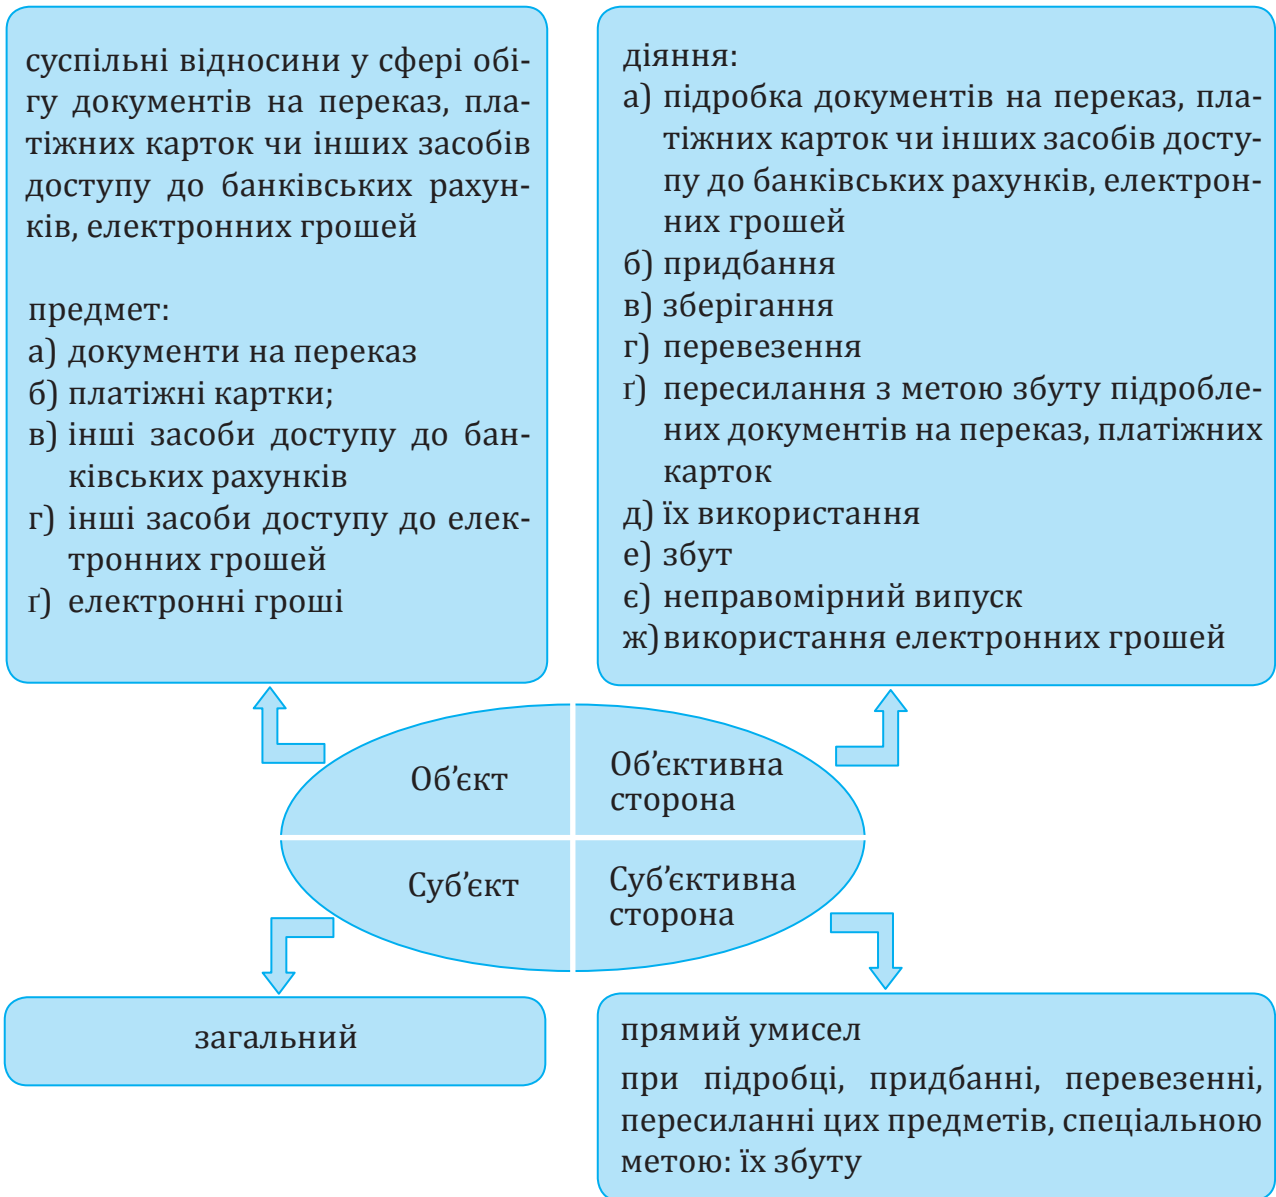 суспільні відносини у сфері обі-
гу документів на переказ, пла-
тіжних карток чи інших засобів
доступу до банківських рахун-
ків, електронних грошей
предмет:
а) документи на переказ
б) платіжні картки;
в) інші засоби доступу до бан-
ківських рахунків
г) інші засоби доступу до елек-
тронних грошей
ґ) електронні гроші
діяння:
а) підробка документів на переказ, пла-
тіжних карток чи інших засобів досту-
пу до банківських рахунків, електрон-
них грошей
б) придбання
в) зберігання
г) перевезення
ґ) пересилання з метою збуту підробле-
них документів на переказ, платіжних
карток
д) їх використання
е) збут
є) неправомірний випуск
ж) використання електронних грошей
Об’єкт
Об’єктивна
сторона
Суб’єкт
Суб’єктивна
сторона
загальний
прямий умисел
при підробці, придбанні, перевезенні,
пересиланні цих предметів, спеціальною
метою: їх збуту